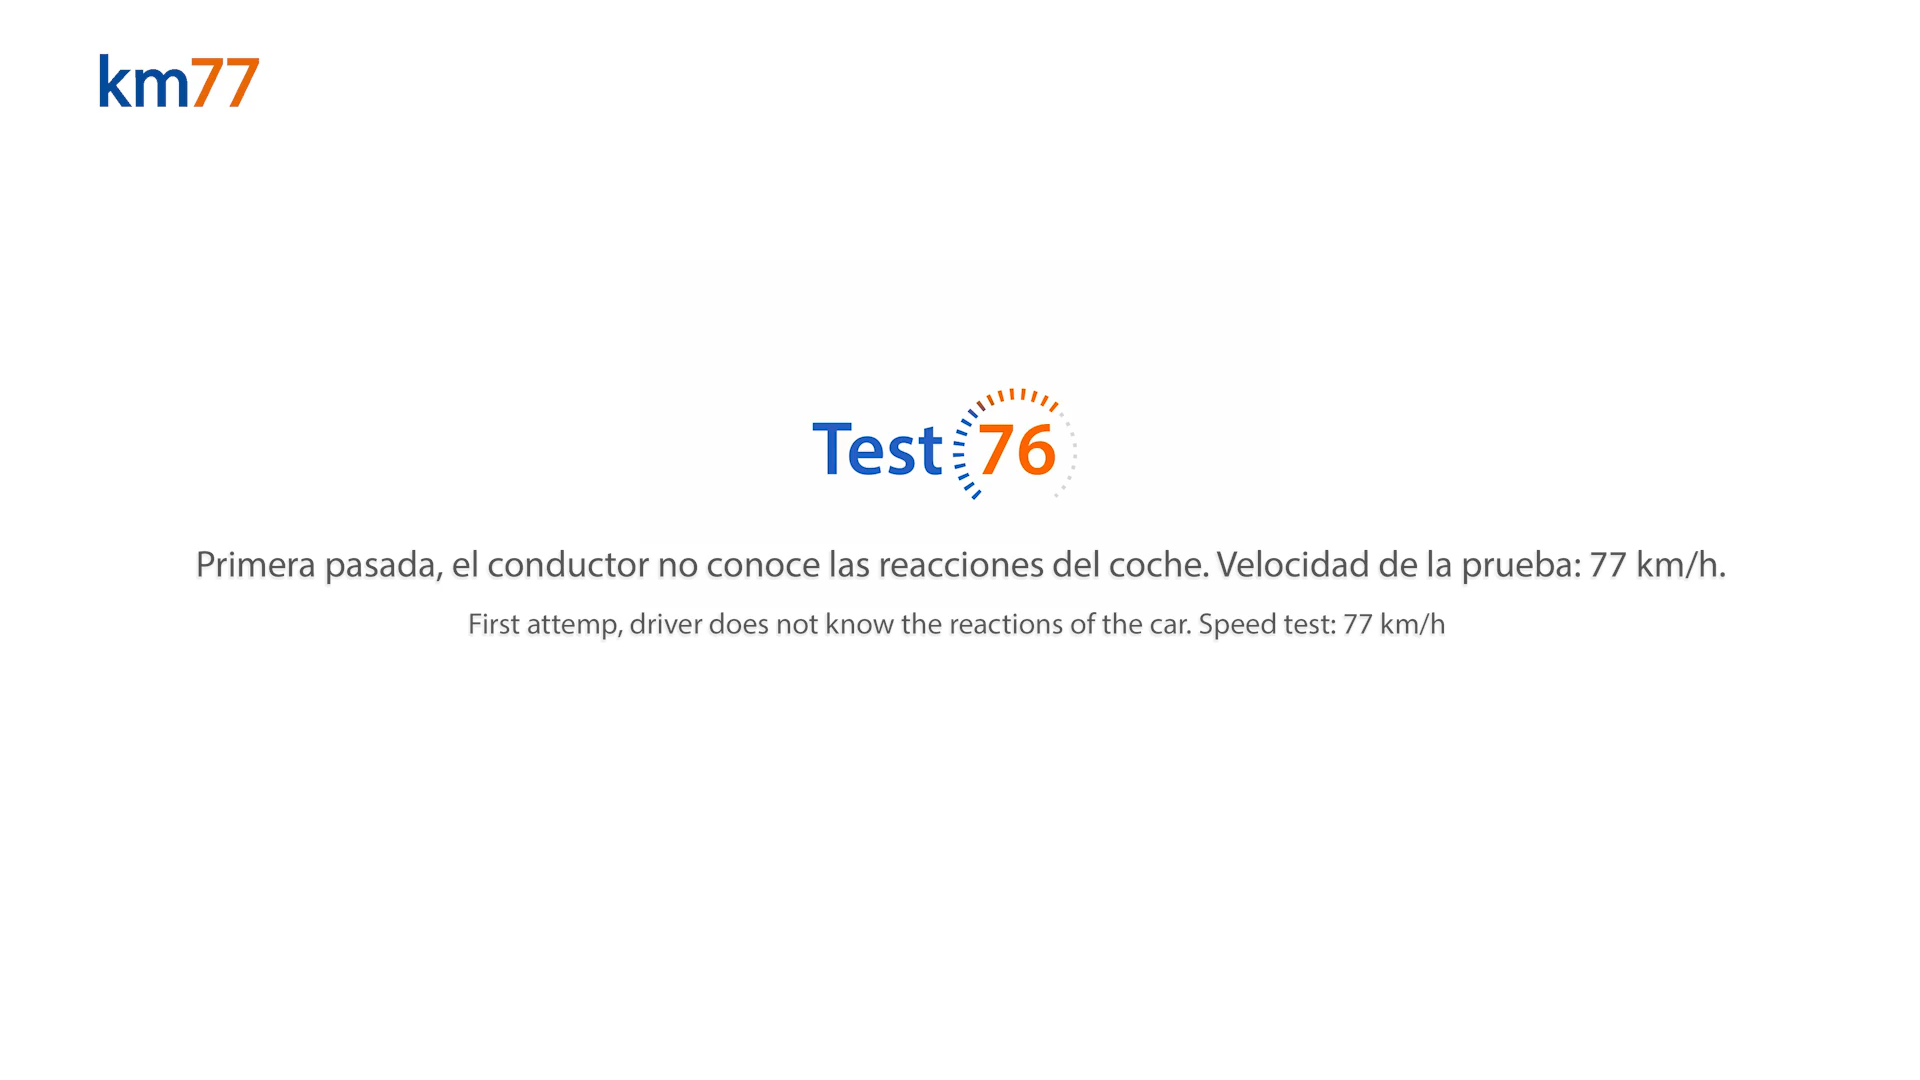 km77
Test 76
Primera pasada, el conductor no conoce las reacciones del coche. Velocidad de la prueba: 77 km/h.
First attemp, driver does not know the reactions of the car. Speed test: 77 km/h